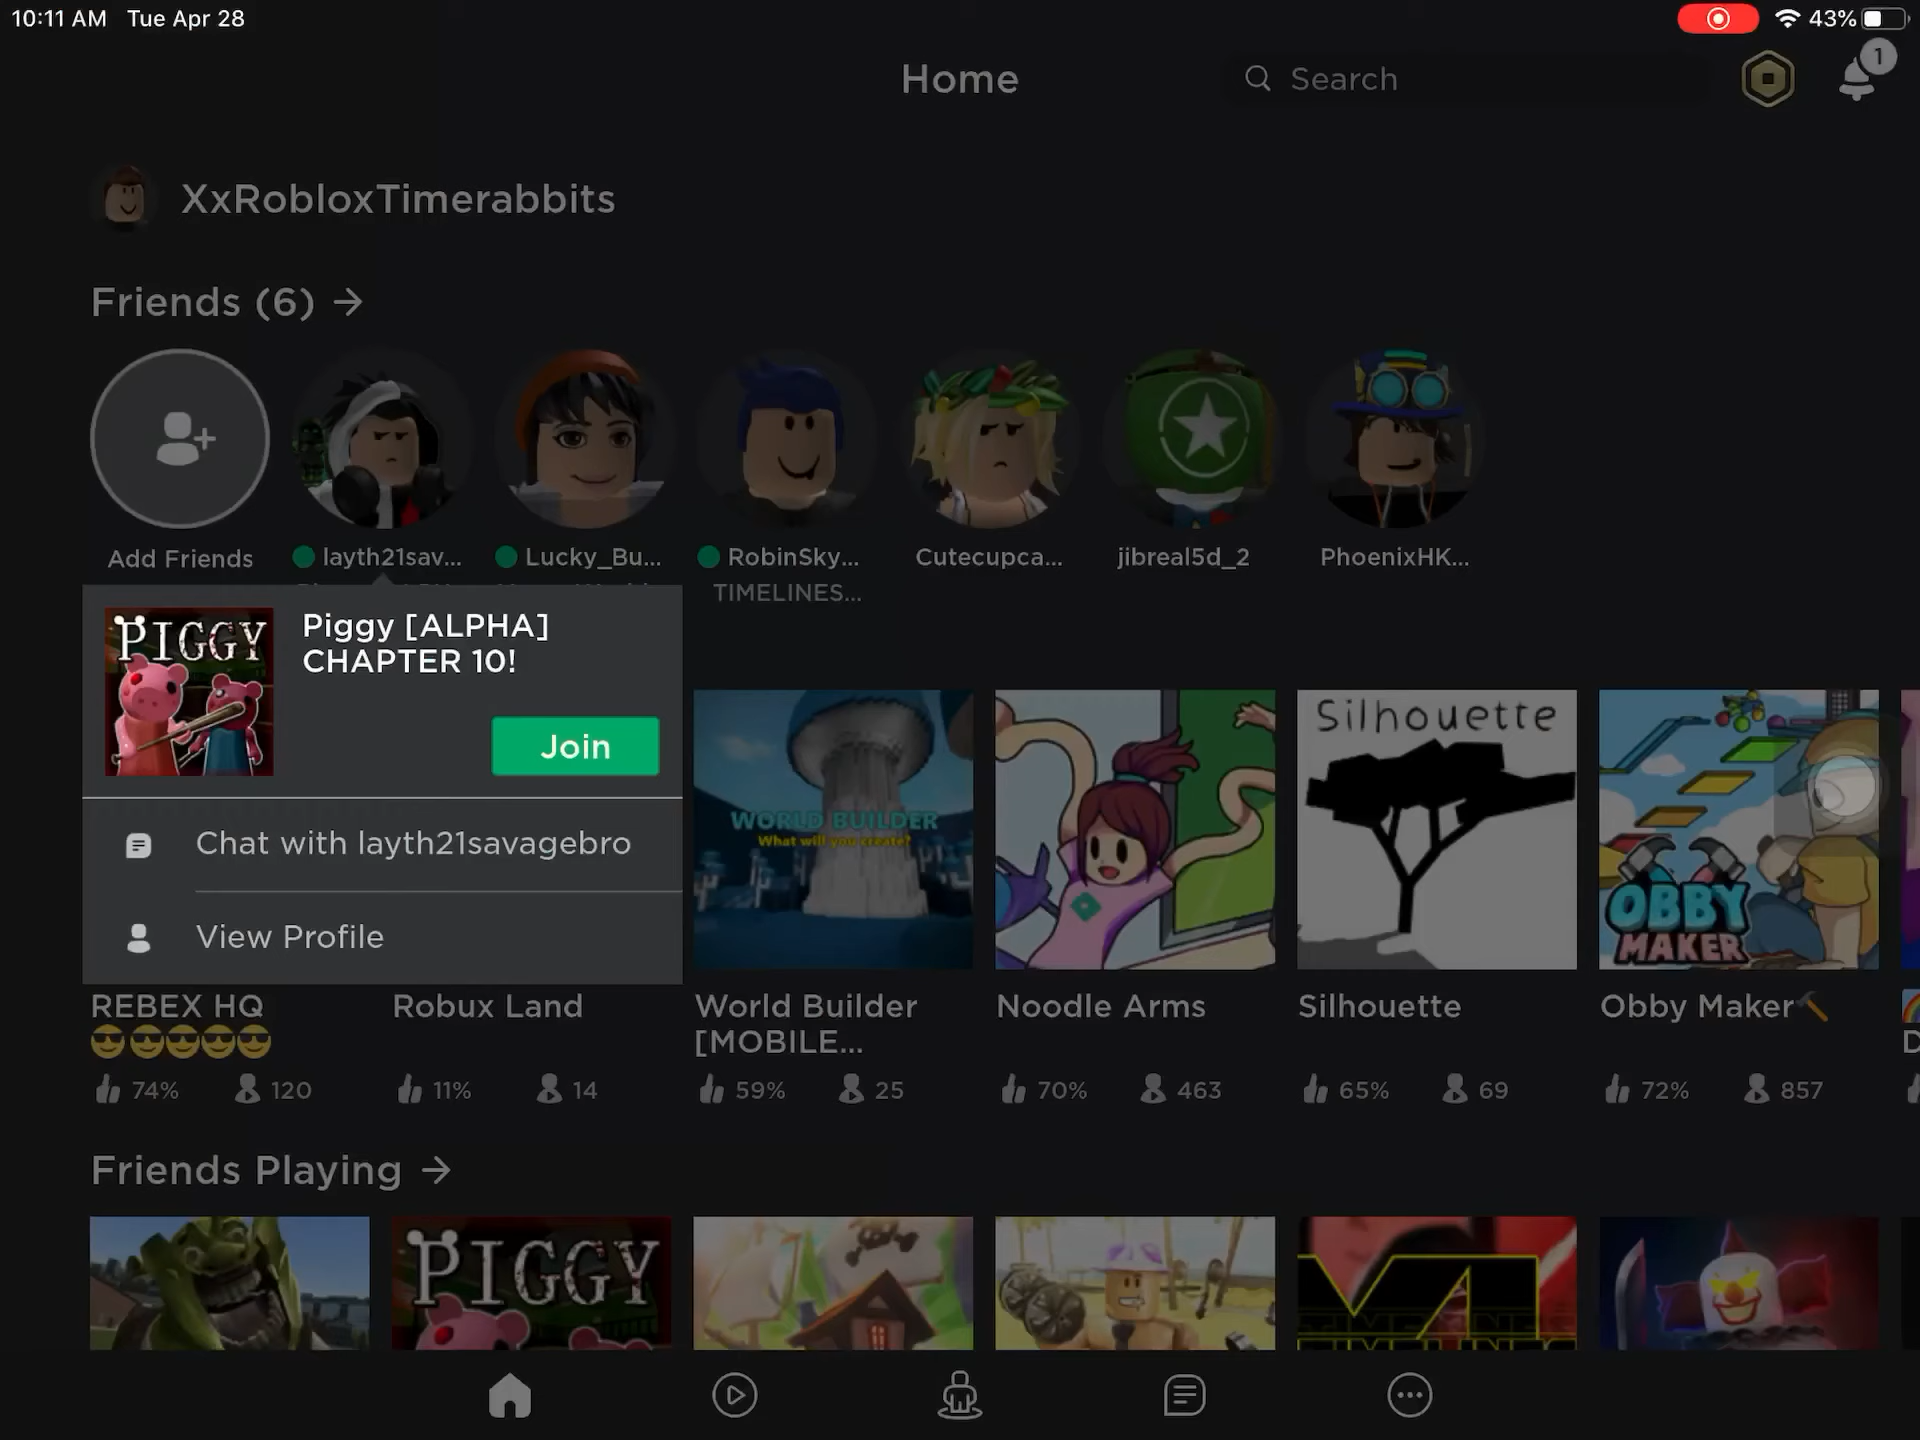 10:11 AM Tue Apr 28
43%
Home
Search
1
XxRobloxTimerabbits
Friends (6) →
Add Friends
layth21sav...
Lucky_Bu...
RobinSky...
Cutecupca...
jibreal5d_2
PhoenixHK...
TIMELINES...
PIGGY
Piggy [ALPHA]
CHAPTER 10!
Join
Chat with layth21savagebro
View Profile
WORLD BUILDER
What will you create?
Silhouette
OBBY
MAKER
REBEX HQ
😎😎😎😎😎
74% 120
Robux Land
11% 14
World Builder
[MOBILE...
59% 25
Noodle Arms
70% 463
Silhouette
65% 69
Obby Maker🔨
72% 857
D
Friends Playing →
PIGGY
VI
TIMELINES